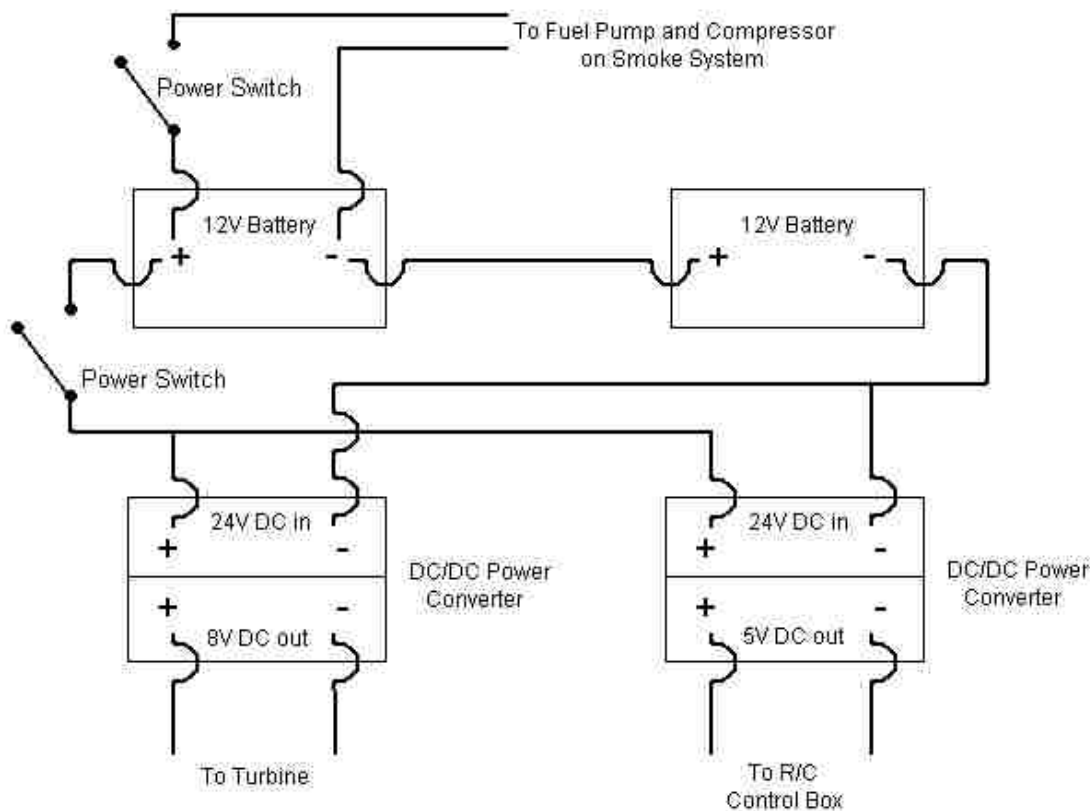 To Fuel Pump and Compressor
on Smoke System
Power Switch
12V Battery
12V Battery
+
-
+
-
Power Switch
24V DC in
24V DC in
+
-
+
-
DC/DC Power
Converter
DC/DC Power
Converter
+
-
+
-
8V DC out
5V DC out
To Turbine
To R/C
Control Box